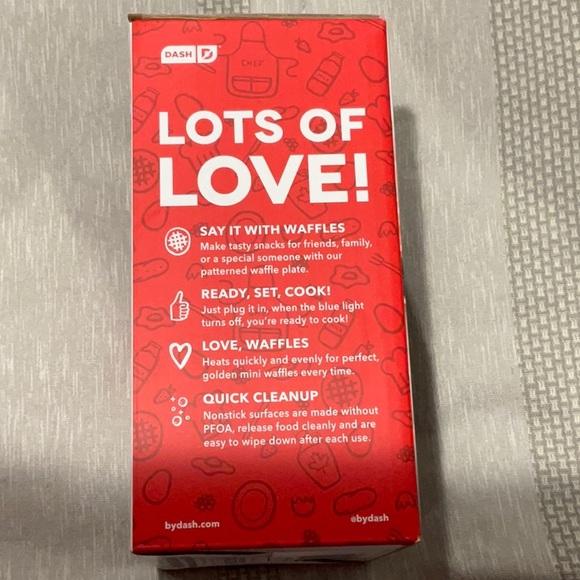 DASH
CHEF
LOTS OF
LOVE!
SAY IT WITH WAFFLES
Make tasty snacks for friends, family,
or a special someone with our
patterned waffle plate.
READY, SET, COOK!
Just plug it in, when the blue light
turns off, you're ready to cook!
LOVE, WAFFLES
Heats quickly and evenly for perfect,
golden mini waffles every time.
QUICK CLEANUP
Nonstick surfaces are made without
PFOA, release food cleanly and are
easy to wipe down after each use.
bydash.com
@bydash